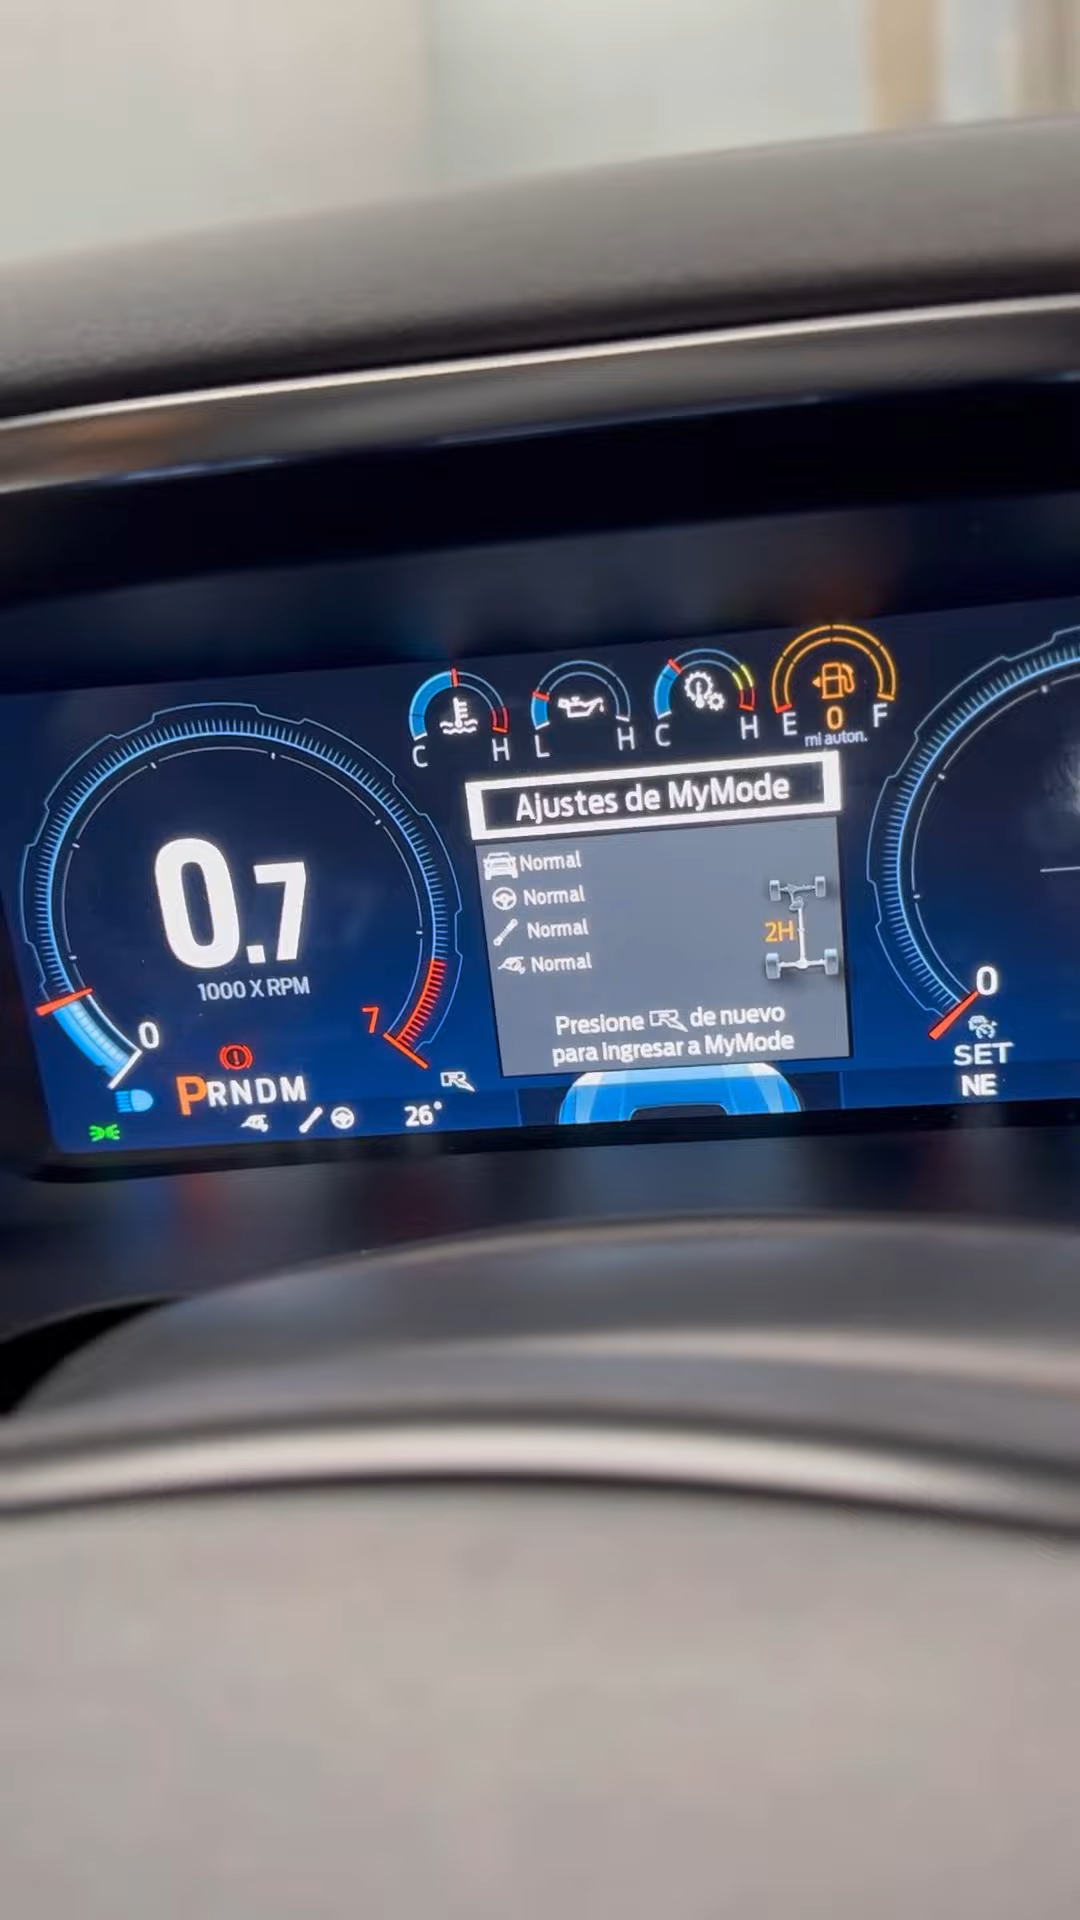 C H
L H
C H
E 0 F
mi auton.
Ajustes de MyMode
Normal
Normal
Normal
Normal
2H
Presione R de nuevo
para ingresar a MyMode
0.7
1000 X RPM
0
7
PRNDM
R
26°
0
SET
NE